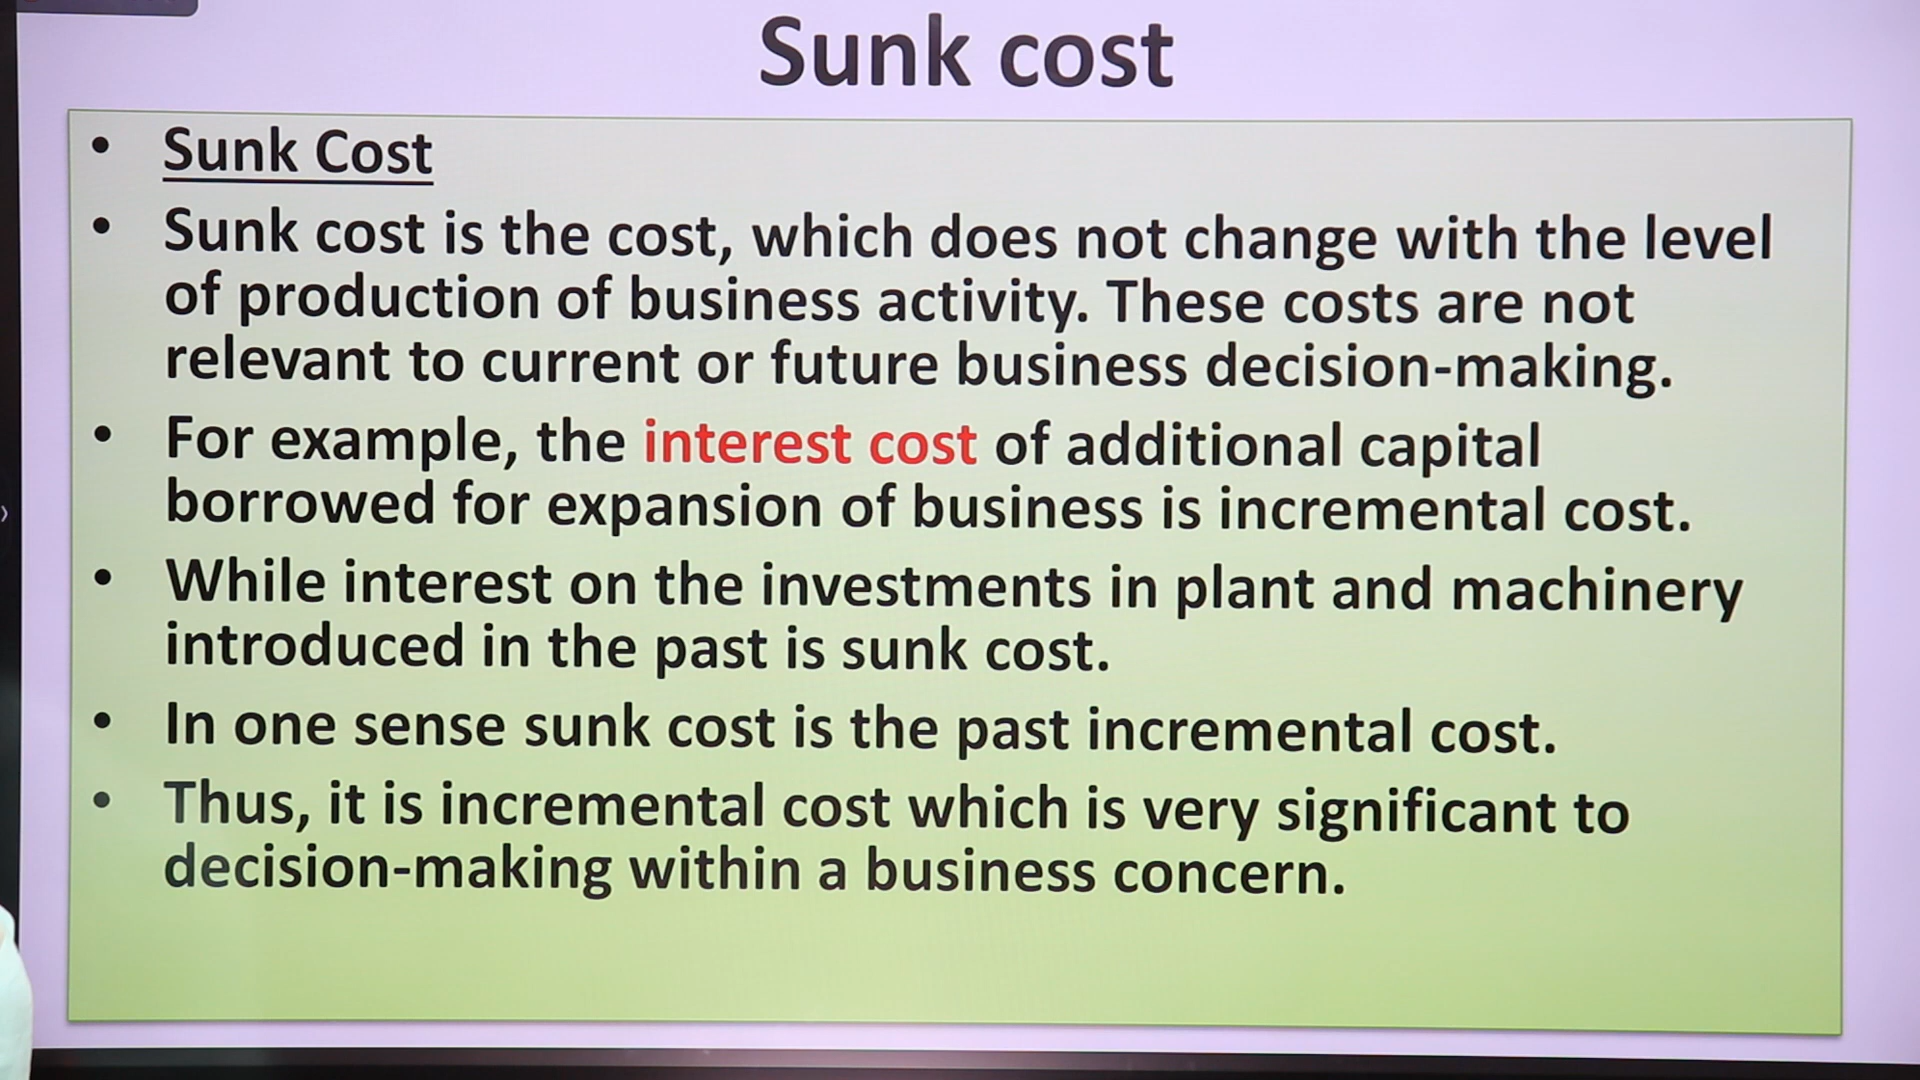 Sunk cost
• Sunk Cost
• Sunk cost is the cost, which does not change with the level
of production of business activity. These costs are not
relevant to current or future business decision-making.
• For example, the interest cost of additional capital
borrowed for expansion of business is incremental cost.
• While interest on the investments in plant and machinery
introduced in the past is sunk cost.
• In one sense sunk cost is the past incremental cost.
• Thus, it is incremental cost which is very significant to
decision-making within a business concern.